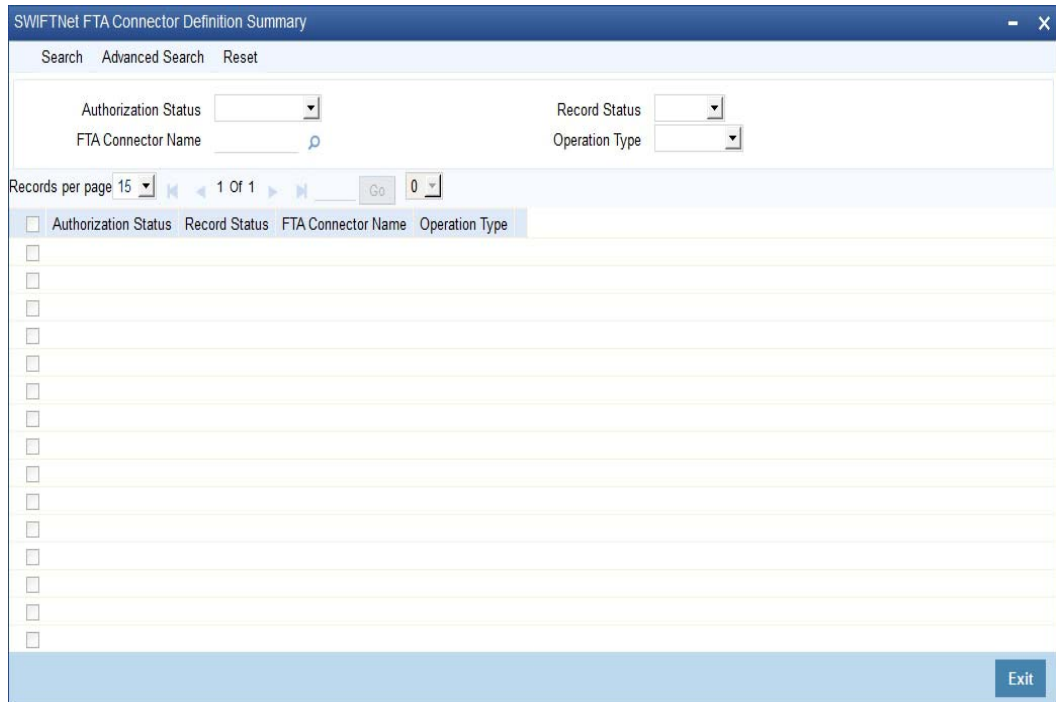 SWIFTNet FTA Connector Definition Summary
Search Advanced Search Reset
Authorization Status Record Status
FTA Connector Name Operation Type
Records per page 15 1 Of 1 Go 0
Authorization Status Record Status FTA Connector Name Operation Type
Exit